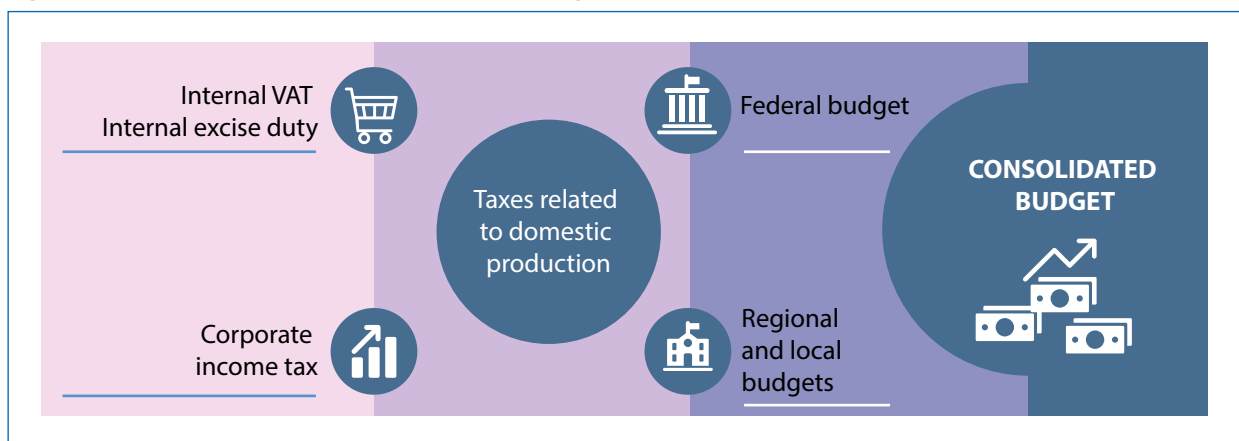 Internal VAT
Internal excise duty
Corporate
income tax
Taxes related
to domestic
production
Federal budget
Regional
and local
budgets
CONSOLIDATED
BUDGET